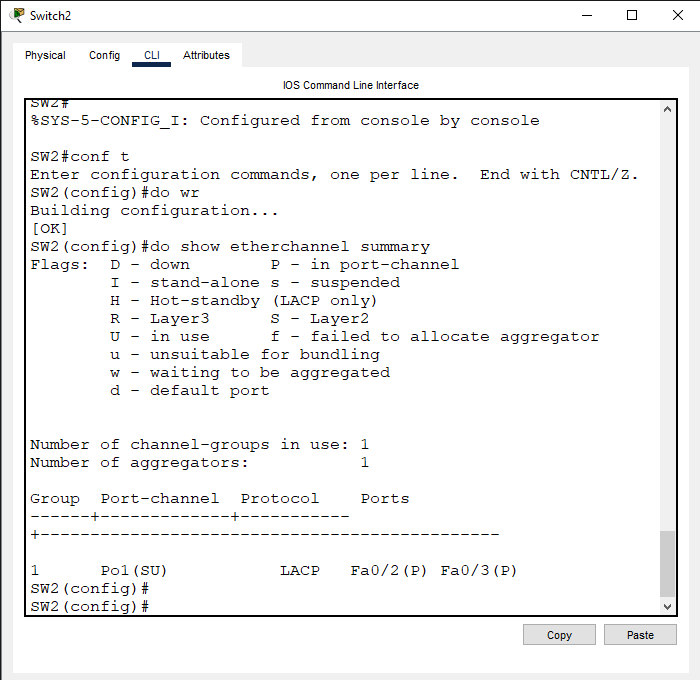 Switch2
Physical Config CLI Attributes
IOS Command Line Interface
SW2#
%SYS-5-CONFIG_I: Configured from console by console
SW2#conf t
Enter configuration commands, one per line.  End with CNTL/Z.
SW2(config)#do wr
Building configuration...
[OK]
SW2(config)#do show etherchannel summary
Flags:  D - down        P - in port-channel
        I - stand-alone s - suspended
        H - Hot-standby (LACP only)
        R - Layer3      S - Layer2
        U - in use      f - failed to allocate aggregator
        u - unsuitable for bundling
        w - waiting to be aggregated
        d - default port
Number of channel-groups in use: 1
Number of aggregators:           1
Group  Port-channel  Protocol    Ports
------+-------------+-----------
+----------------------------------------------
1      Po1(SU)           LACP   Fa0/2(P) Fa0/3(P)
SW2(config)#
SW2(config)#
Copy Paste